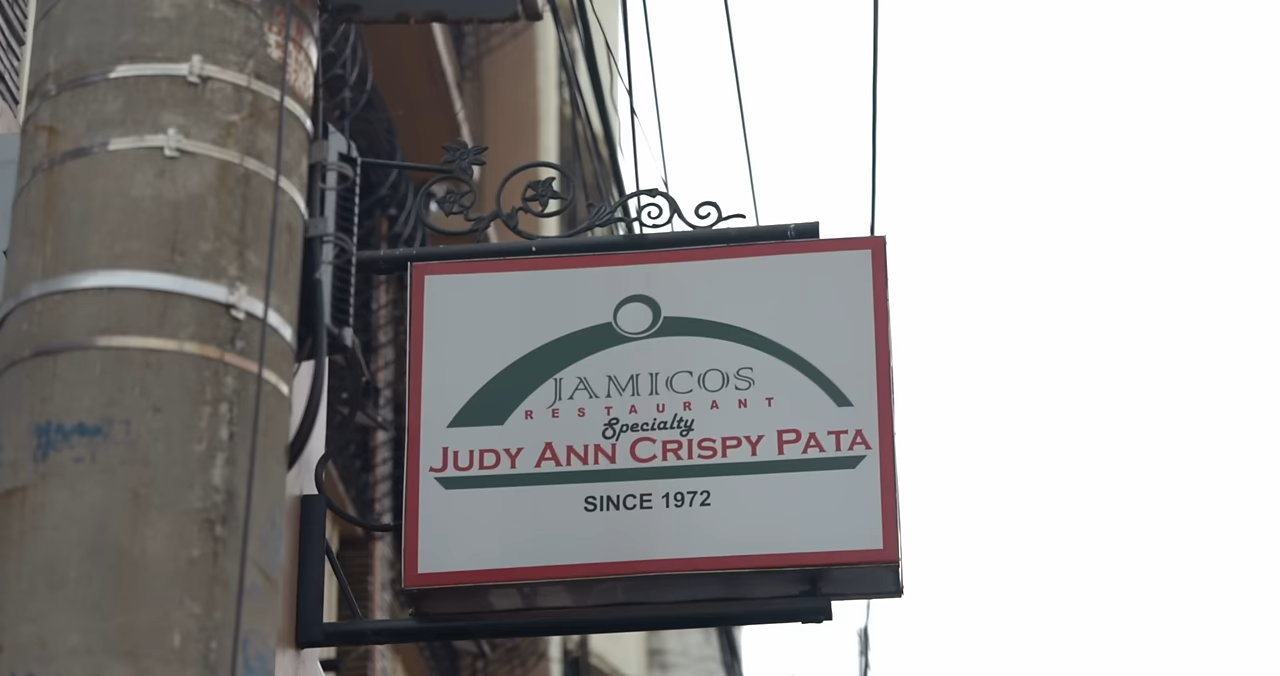 JAMICOS
RESTAURANT
Specialty
JUDY ANN CRISPY PATA
SINCE 1972